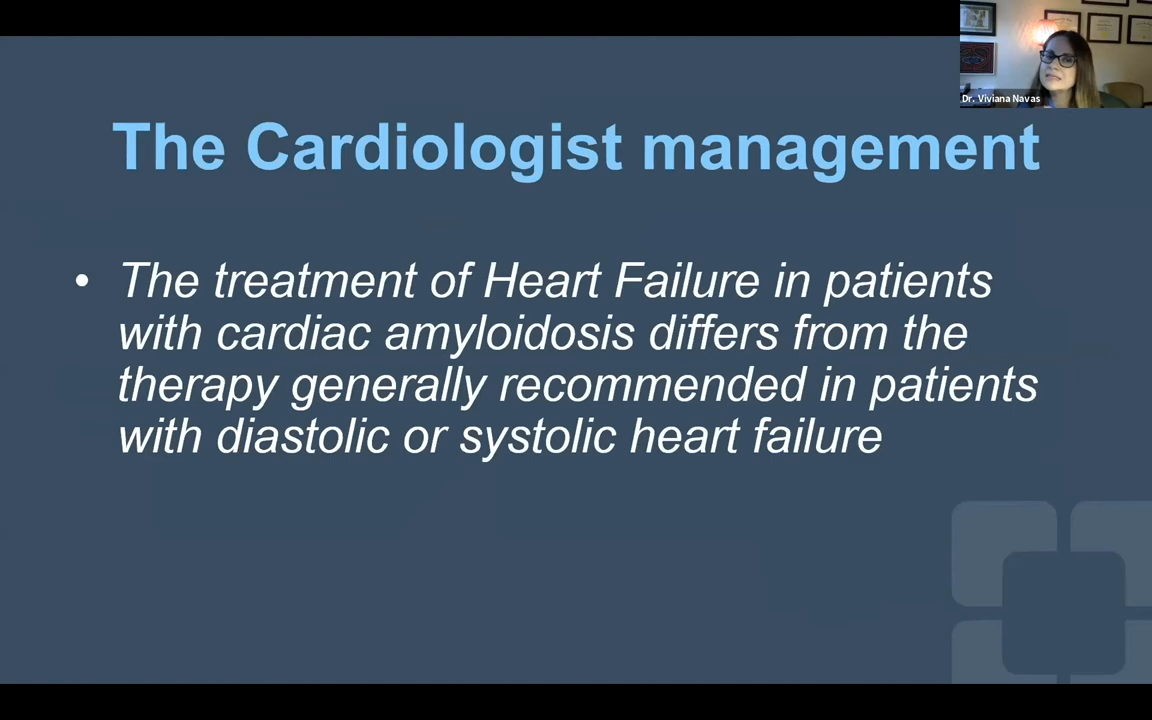 Dr. Viviana Navas
The Cardiologist management
• The treatment of Heart Failure in patients
with cardiac amyloidosis differs from the
therapy generally recommended in patients
with diastolic or systolic heart failure